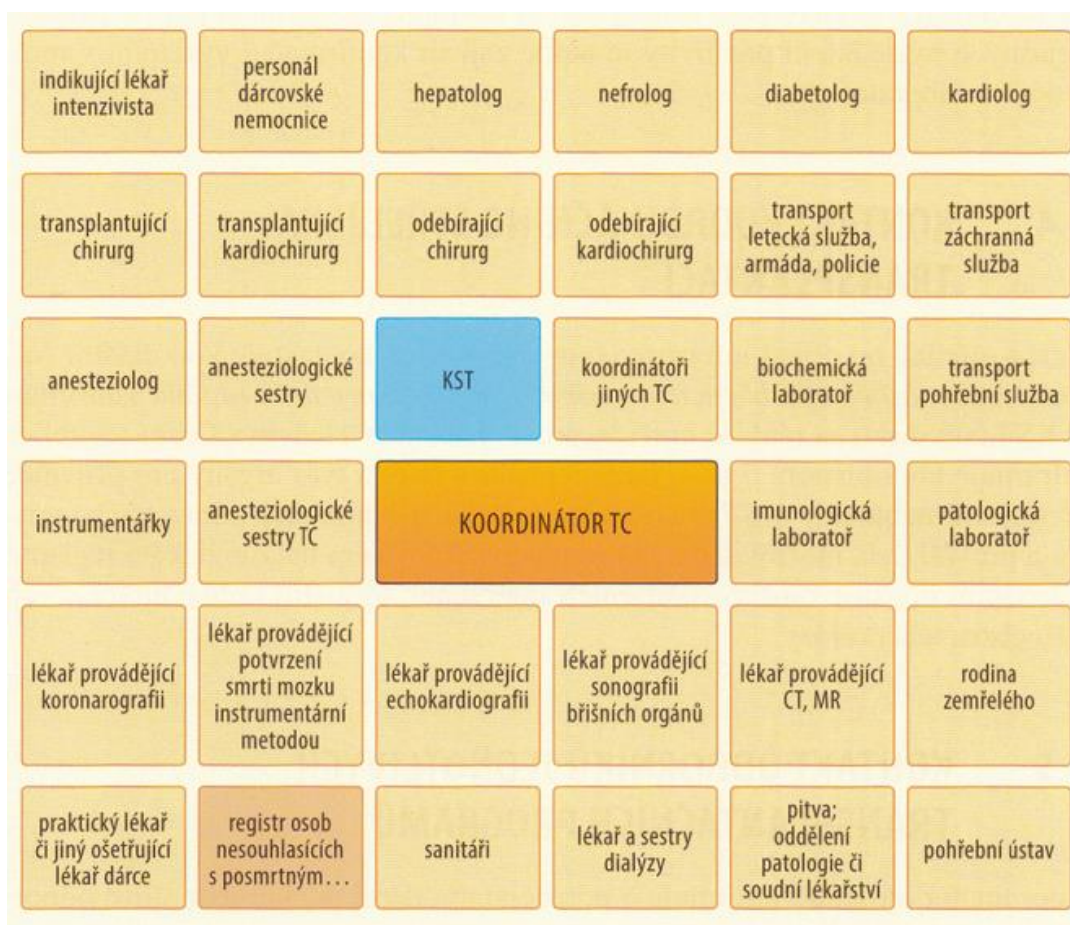 indikující lékař
intenzivista
personál
dárcovské
nemocnice
hepatolog
nefrolog
diabetolog
kardiolog
transplantující
chirurg
transplantující
kardiochirurg
odebírající
chirurg
odebírající
kardiochirurg
transport
letecká služba,
armáda, policie
transport
záchranná
služba
anesteziolog
anesteziologické
sestry
KST
koordinátoři
jiných TC
biochemická
laboratoř
transport
pohřební služba
instrumentářky
anesteziologické
sestry TC
KOORDINÁTOR TC
imunologická
laboratoř
patologická
laboratoř
lékař provádějící
koronarografii
lékař provádějící
potvrzení
smrti mozku
instrumentární
metodou
lékař provádějící
echokardiografii
lékař provádějící
sonografii
břišních orgánů
lékař provádějící
CT, MR
rodina
zemřelého
praktický lékař
či jiný ošetřující
lékař dárce
registr osob
nesouhlasících
s posmrtným…
sanitáři
lékař a sestry
dialýzy
pitva;
oddělení
patologie či
soudní lékařství
pohřební ústav